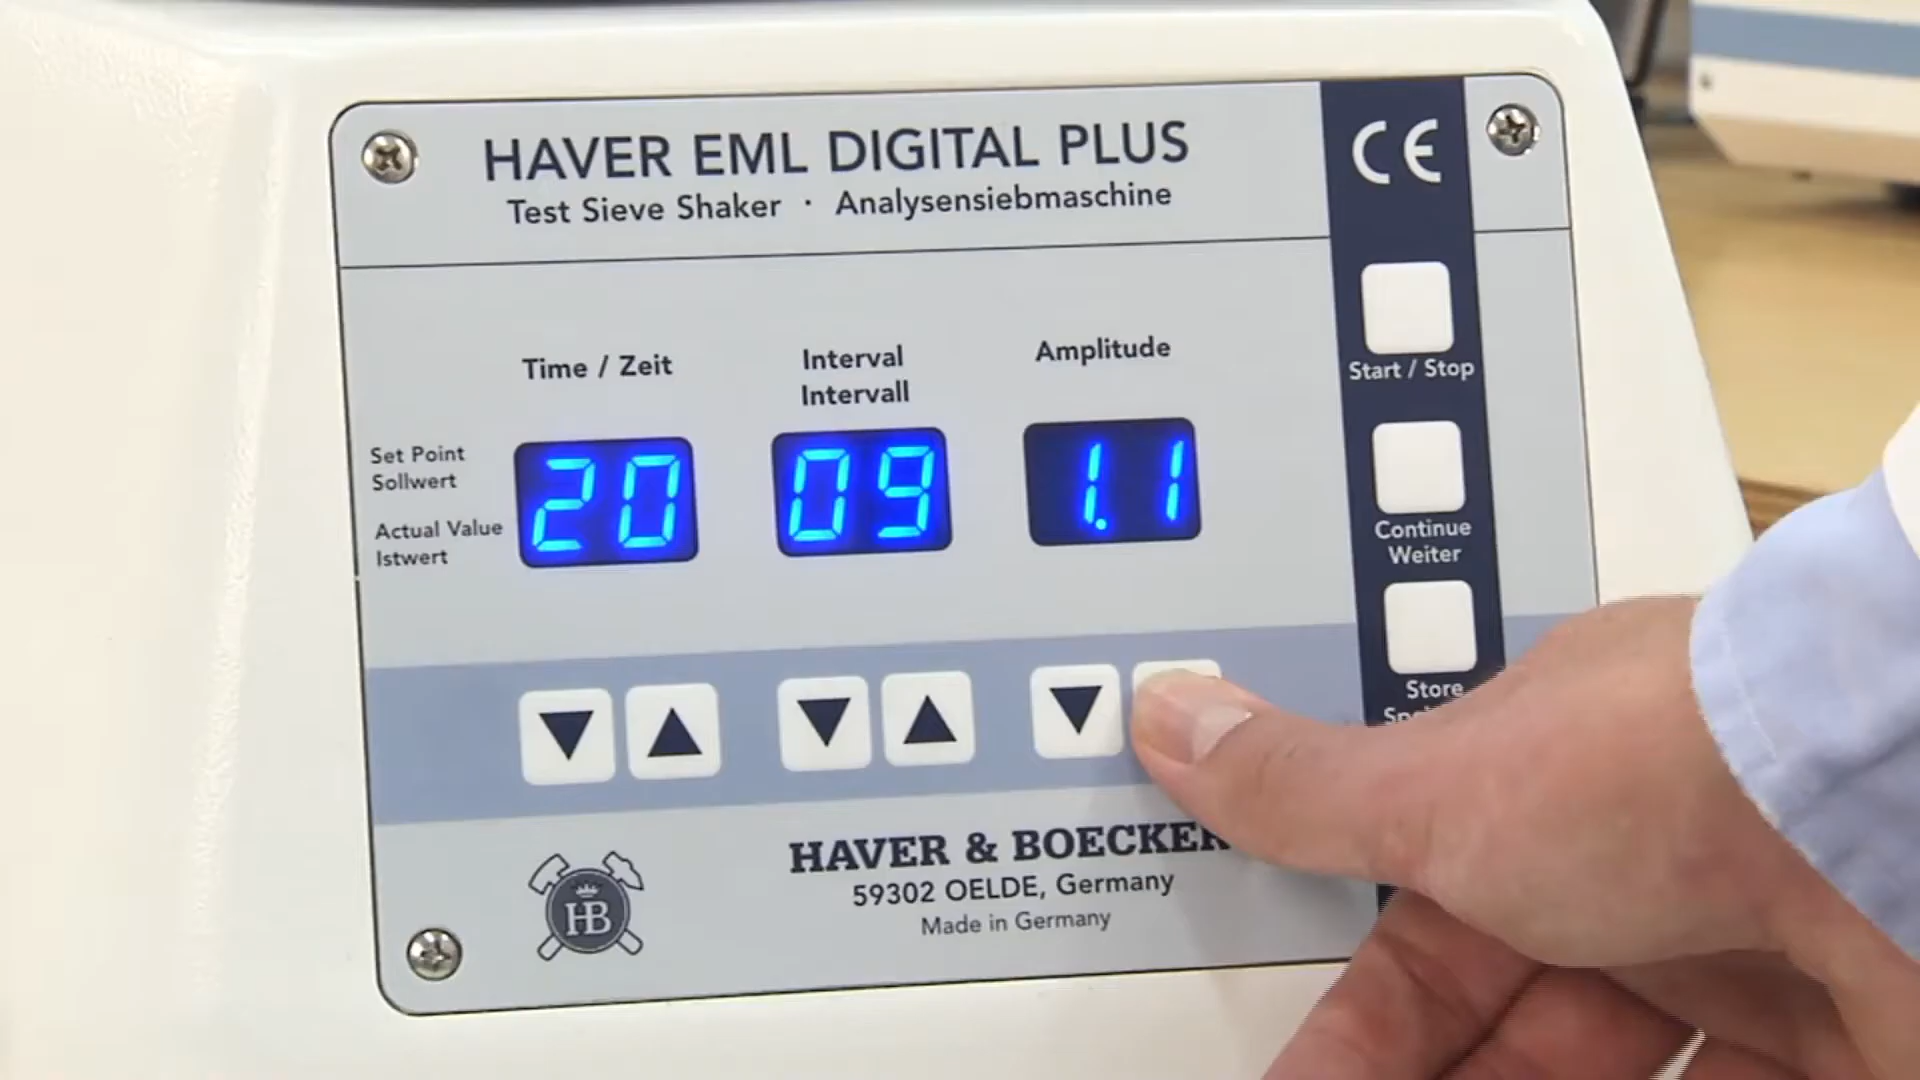 HAVER EML DIGITAL PLUS
Test Sieve Shaker · Analysensiebmaschine
CE
Time / Zeit
Interval
Intervall
Amplitude
Set Point
Sollwert
Actual Value
Istwert
20
09
1.1
Start / Stop
Continue
Weiter
Store
HB
HAVER & BOECKER
59302 OELDE, Germany
Made in Germany